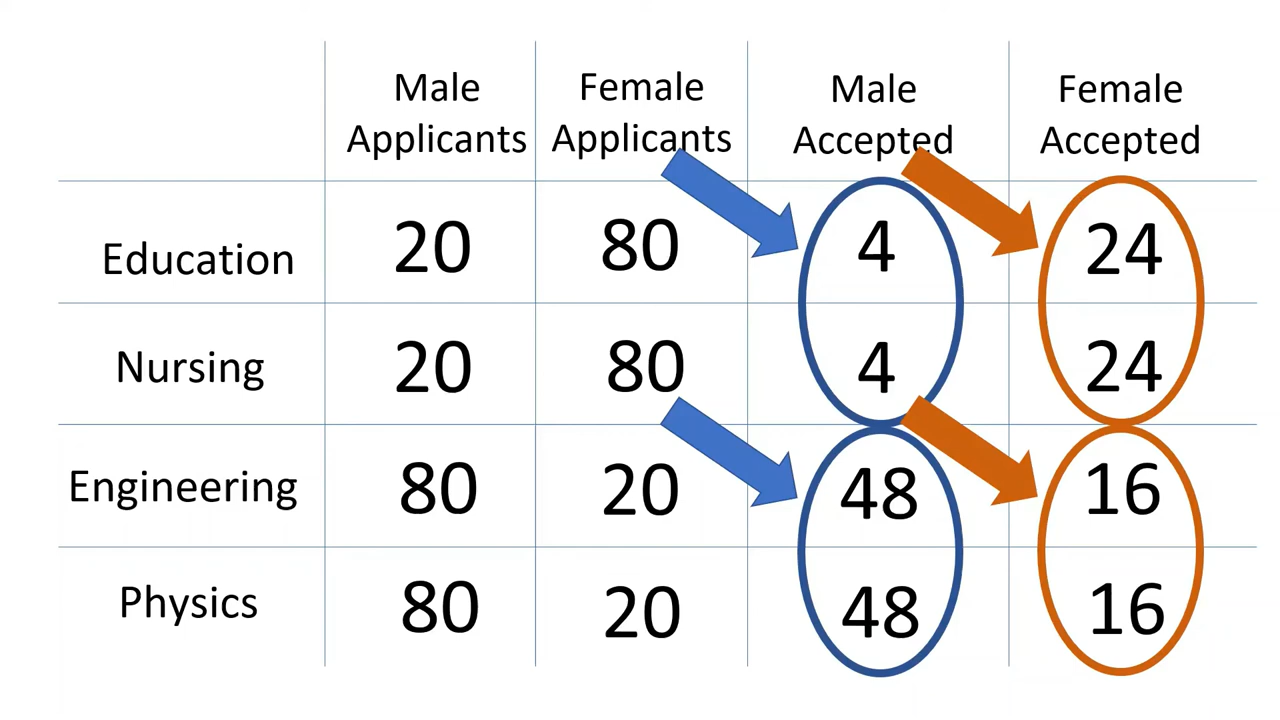 Male Applicants Female Applicants Male Accepted Female Accepted
Education 20 80 4 24
Nursing 20 80 4 24
Engineering 80 20 48 16
Physics 80 20 48 16